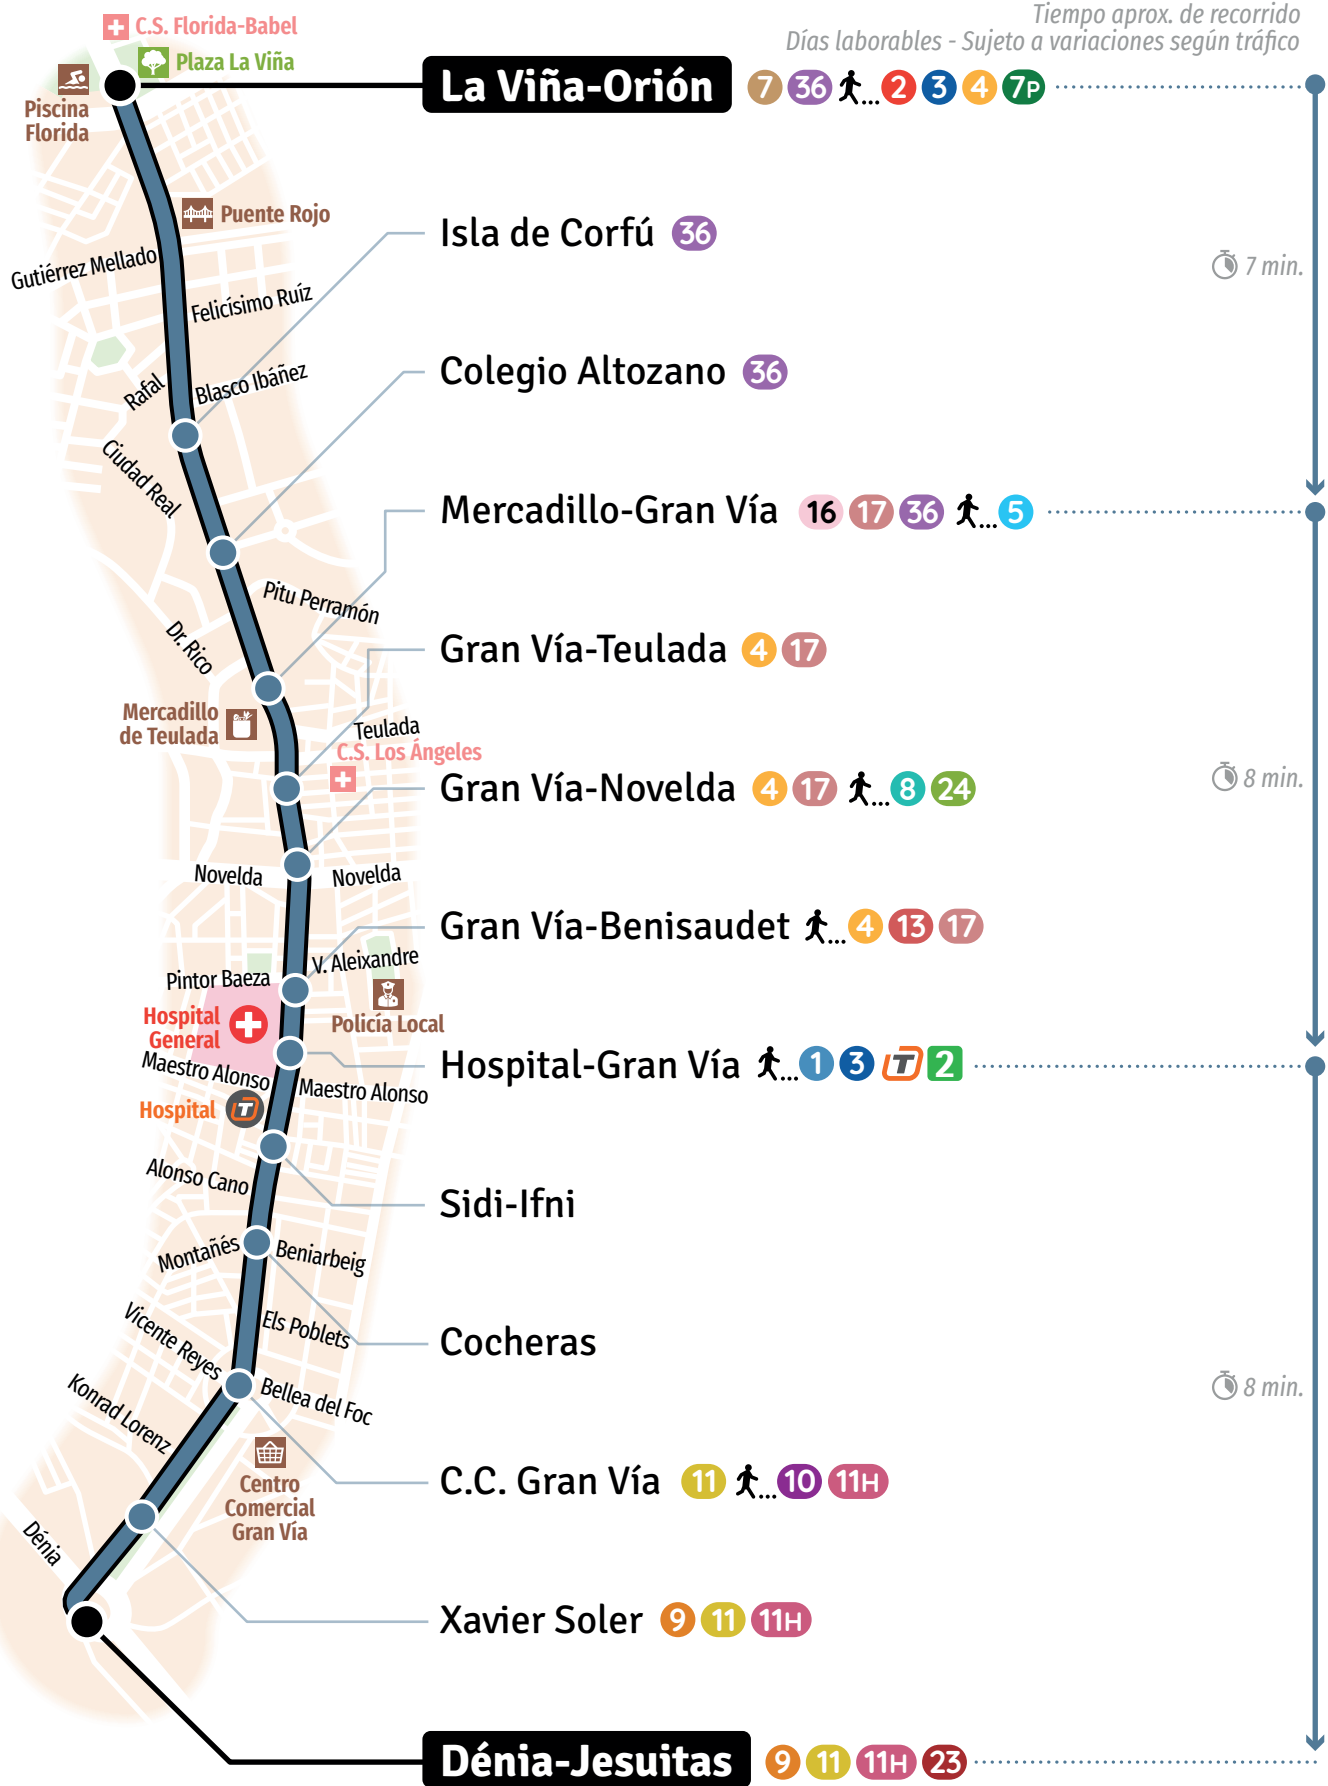 Tiempo aprox. de recorrido
Días laborables - Sujeto a variaciones según tráfico
C.S. Florida-Babel
Plaza La Viña
Piscina
Florida
La Viña-Orión 7 36 ... 2 3 4 7P
Puente Rojo
Isla de Corfú 36
Gutiérrez Mellado
7 min.
Felicísimo Ruíz
Rafal
Blasco Ibáñez
Colegio Altozano 36
Ciudad Real
Mercadillo-Gran Vía 16 17 36 ... 5
Pitu Perramón
Dr. Rico
Gran Vía-Teulada 4 17
Mercadillo
de Teulada
Teulada
C.S. Los Ángeles
Gran Vía-Novelda 4 17 ... 8 24
8 min.
Novelda
Novelda
Gran Vía-Benisaudet ... 4 13 17
V. Aleixandre
Pintor Baeza
Hospital
General
Policía Local
Hospital-Gran Vía ... 1 3 T 2
Maestro Alonso
Maestro Alonso
Hospital T
Alonso Cano
Sidi-Ifni
Montañés
Beniarbeig
Els Poblets
Cocheras
Vicente Reyes
Konrad Lorenz
Bellea del Foc
8 min.
Centro
Comercial
Gran Vía
C.C. Gran Vía 11 ... 10 11H
Dénia
Xavier Soler 9 11 11H
Dénia-Jesuitas 9 11 11H 23